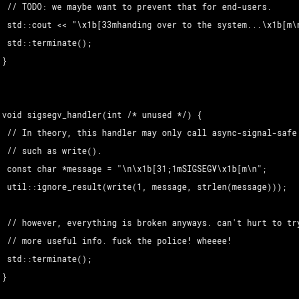 // TODO: we maybe want to prevent that for end-users.
std::cout << "\x1b[33mhanding over to the system...\x1b[m\n
std::terminate();
}
void sigsegv_handler(int /* unused */) {
// In theory, this handler may only call async-signal-safe
// such as write().
const char *message = "\n\x1b[31;1mSIGSEGV\x1b[m\n";
util::ignore_result(write(1, message, strlen(message)));
// however, everything is broken anyways. can't hurt to try
// more useful info. fuck the police! wheeee!
std::terminate();
}